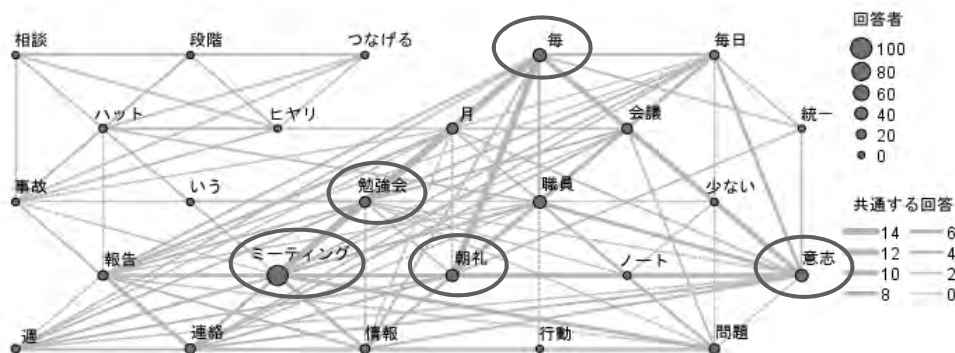 相談 段階 つなげる 毎 毎日
ハット ヒヤリ 月 会議 統一
事故 いう 勉強会 職員 少ない
報告 ミーティング 朝礼 ノート 意志
週 連絡 情報 行動 問題
回答者
100
80
60
40
20
0
共通する回答
14 6
12 4
10 2
8 0